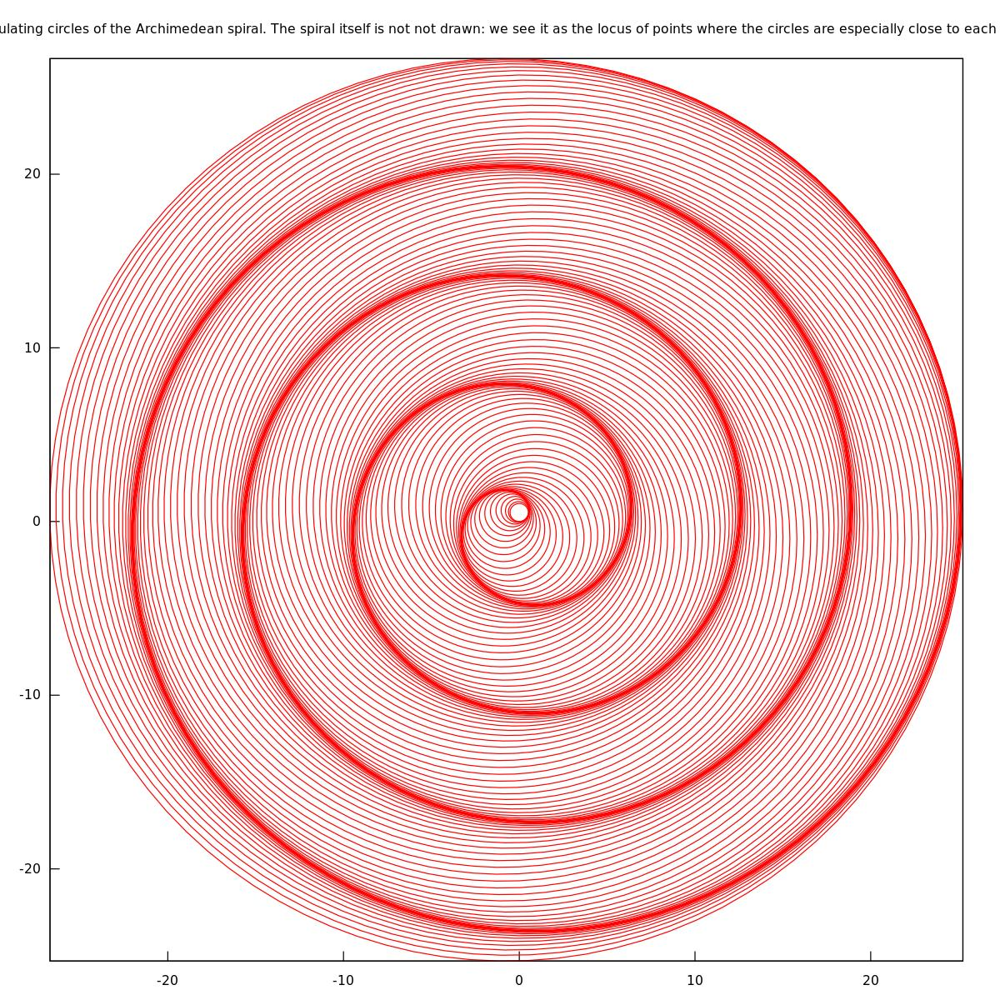 ulating circles of the Archimedean spiral. The spiral itself is not not drawn: we see it as the locus of points where the circles are especially close to each
20
10
0
-10
-20
-20 -10 0 10 20